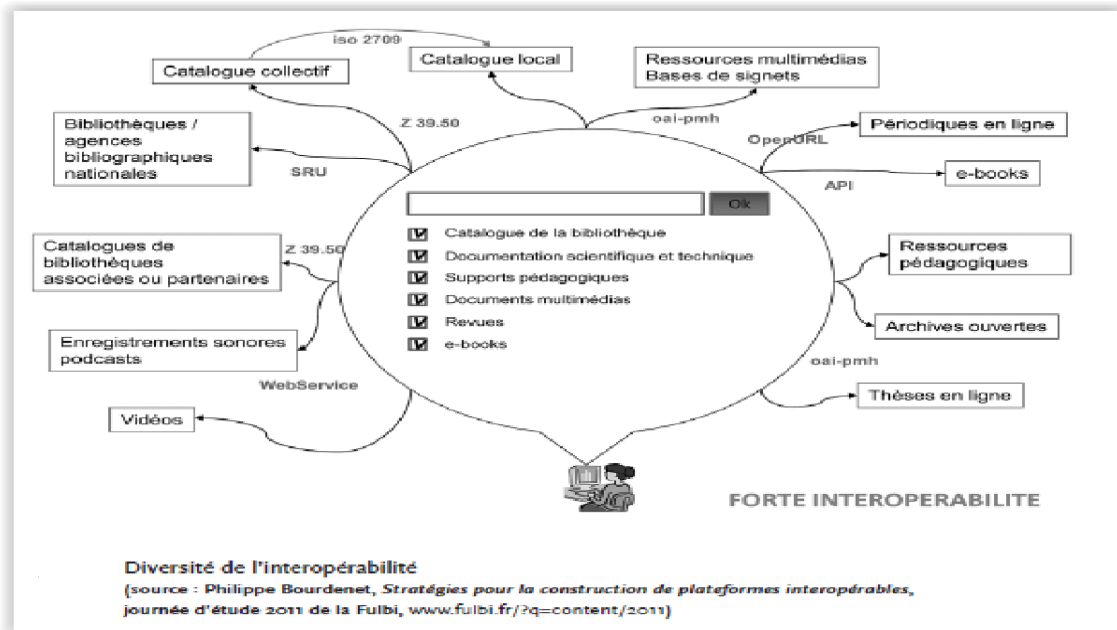 iso 2709
Catalogue collectif
Catalogue local
Ressources multimédias
Bases de signets
Z 39.50
oai-pmh
Bibliothèques /
agences
bibliographiques
nationales
SRU
OpenURL
Périodiques en ligne
API
e-books
Ok
Catalogue de la bibliothèque
Documentation scientifique et technique
Supports pédagogiques
Documents multimédias
Revues
e-books
Catalogues de
bibliothèques
associées ou partenaires
Z 39.50
Ressources
pédagogiques
Enregistrements sonores
podcasts
Archives ouvertes
oai-pmh
WebService
Vidéos
Thèses en ligne
FORTE INTEROPERABILITE
Diversité de l'interopérabilité
(source : Philippe Bourdenet, Stratégies pour la construction de plateformes interopérables,
journée d'étude 2011 de la Fulbi, www.fulbi.fr/?q=content/2011)